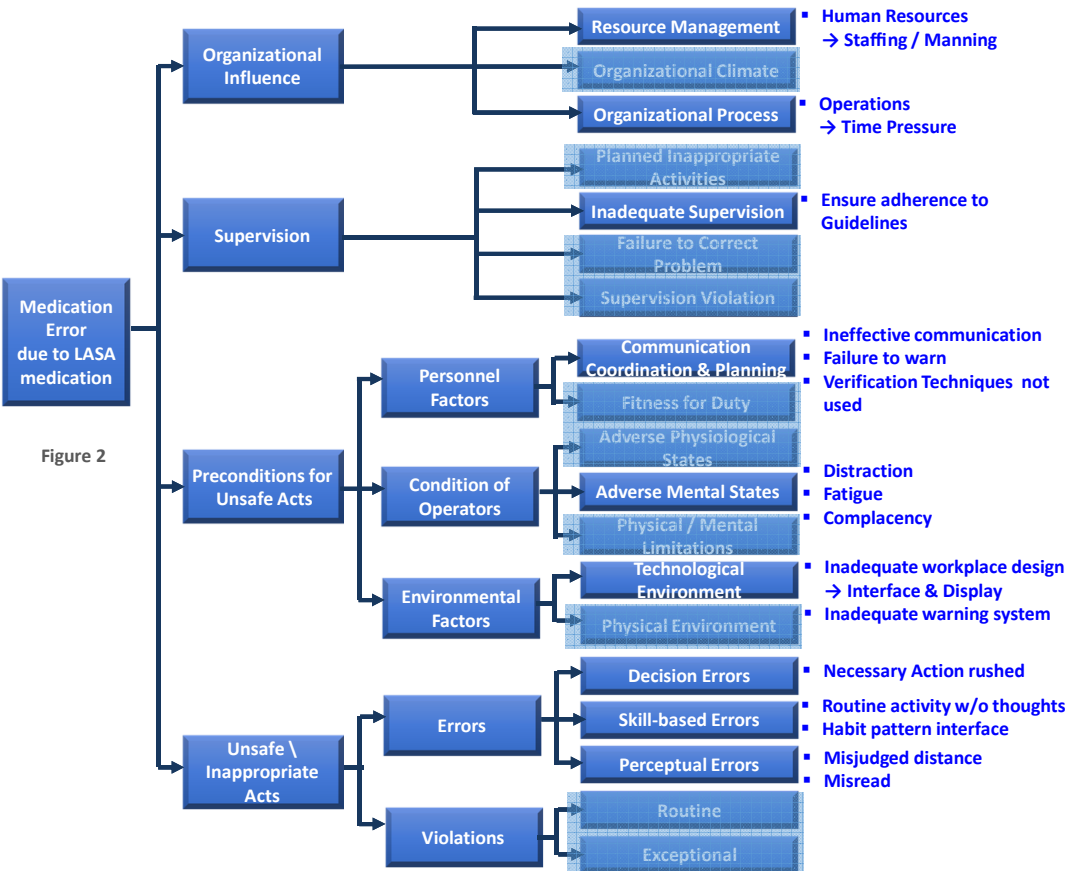 Medication
Error
due to LASA
medication
Figure 2
Organizational
Influence
Resource Management
▪ Human Resources
→ Staffing / Manning
Organizational Climate
Organizational Process
▪ Operations
→ Time Pressure
Supervision
Planned Inappropriate
Activities
Inadequate Supervision
▪ Ensure adherence to
Guidelines
Failure to Correct
Problem
Supervision Violation
Preconditions for
Unsafe Acts
Personnel
Factors
Communication
Coordination & Planning
▪ Ineffective communication
▪ Failure to warn
▪ Verification Techniques not
used
Fitness for Duty
Condition of
Operators
Adverse Physiological
States
Adverse Mental States
▪ Distraction
▪ Fatigue
▪ Complacency
Physical / Mental
Limitations
Environmental
Factors
Technological
Environment
▪ Inadequate workplace design
→ Interface & Display
▪ Inadequate warning system
Physical Environment
Unsafe \
Inappropriate
Acts
Errors
Decision Errors
▪ Necessary Action rushed
Skill-based Errors
▪ Routine activity w/o thoughts
▪ Habit pattern interface
Perceptual Errors
▪ Misjudged distance
▪ Misread
Violations
Routine
Exceptional